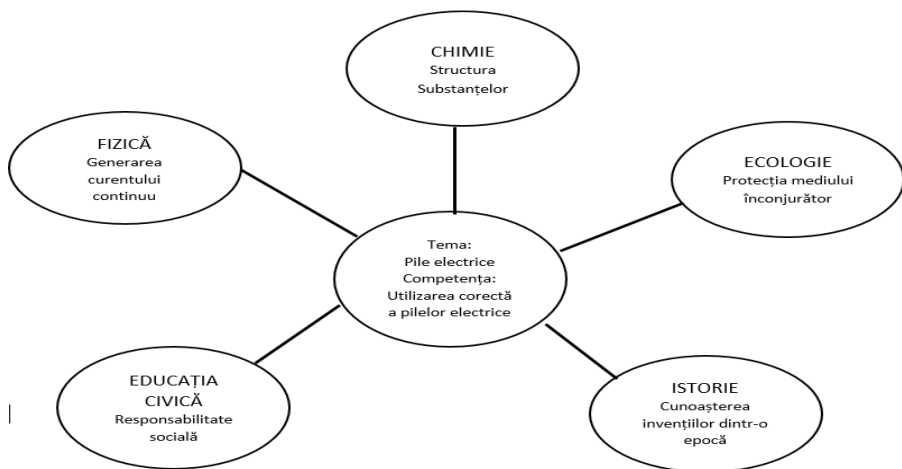 CHIMIE
Structura
Substanțelor
FIZICĂ
Generarea
curentului
continuu
ECOLOGIE
Protecția mediului
înconjurător
Tema:
Pile electrice
Competența:
Utilizarea corectă
a pilelor electrice
EDUCAȚIA
CIVICĂ
Responsabilitate
socială
ISTORIE
Cunoașterea
invențiilor dintr-o
epocă